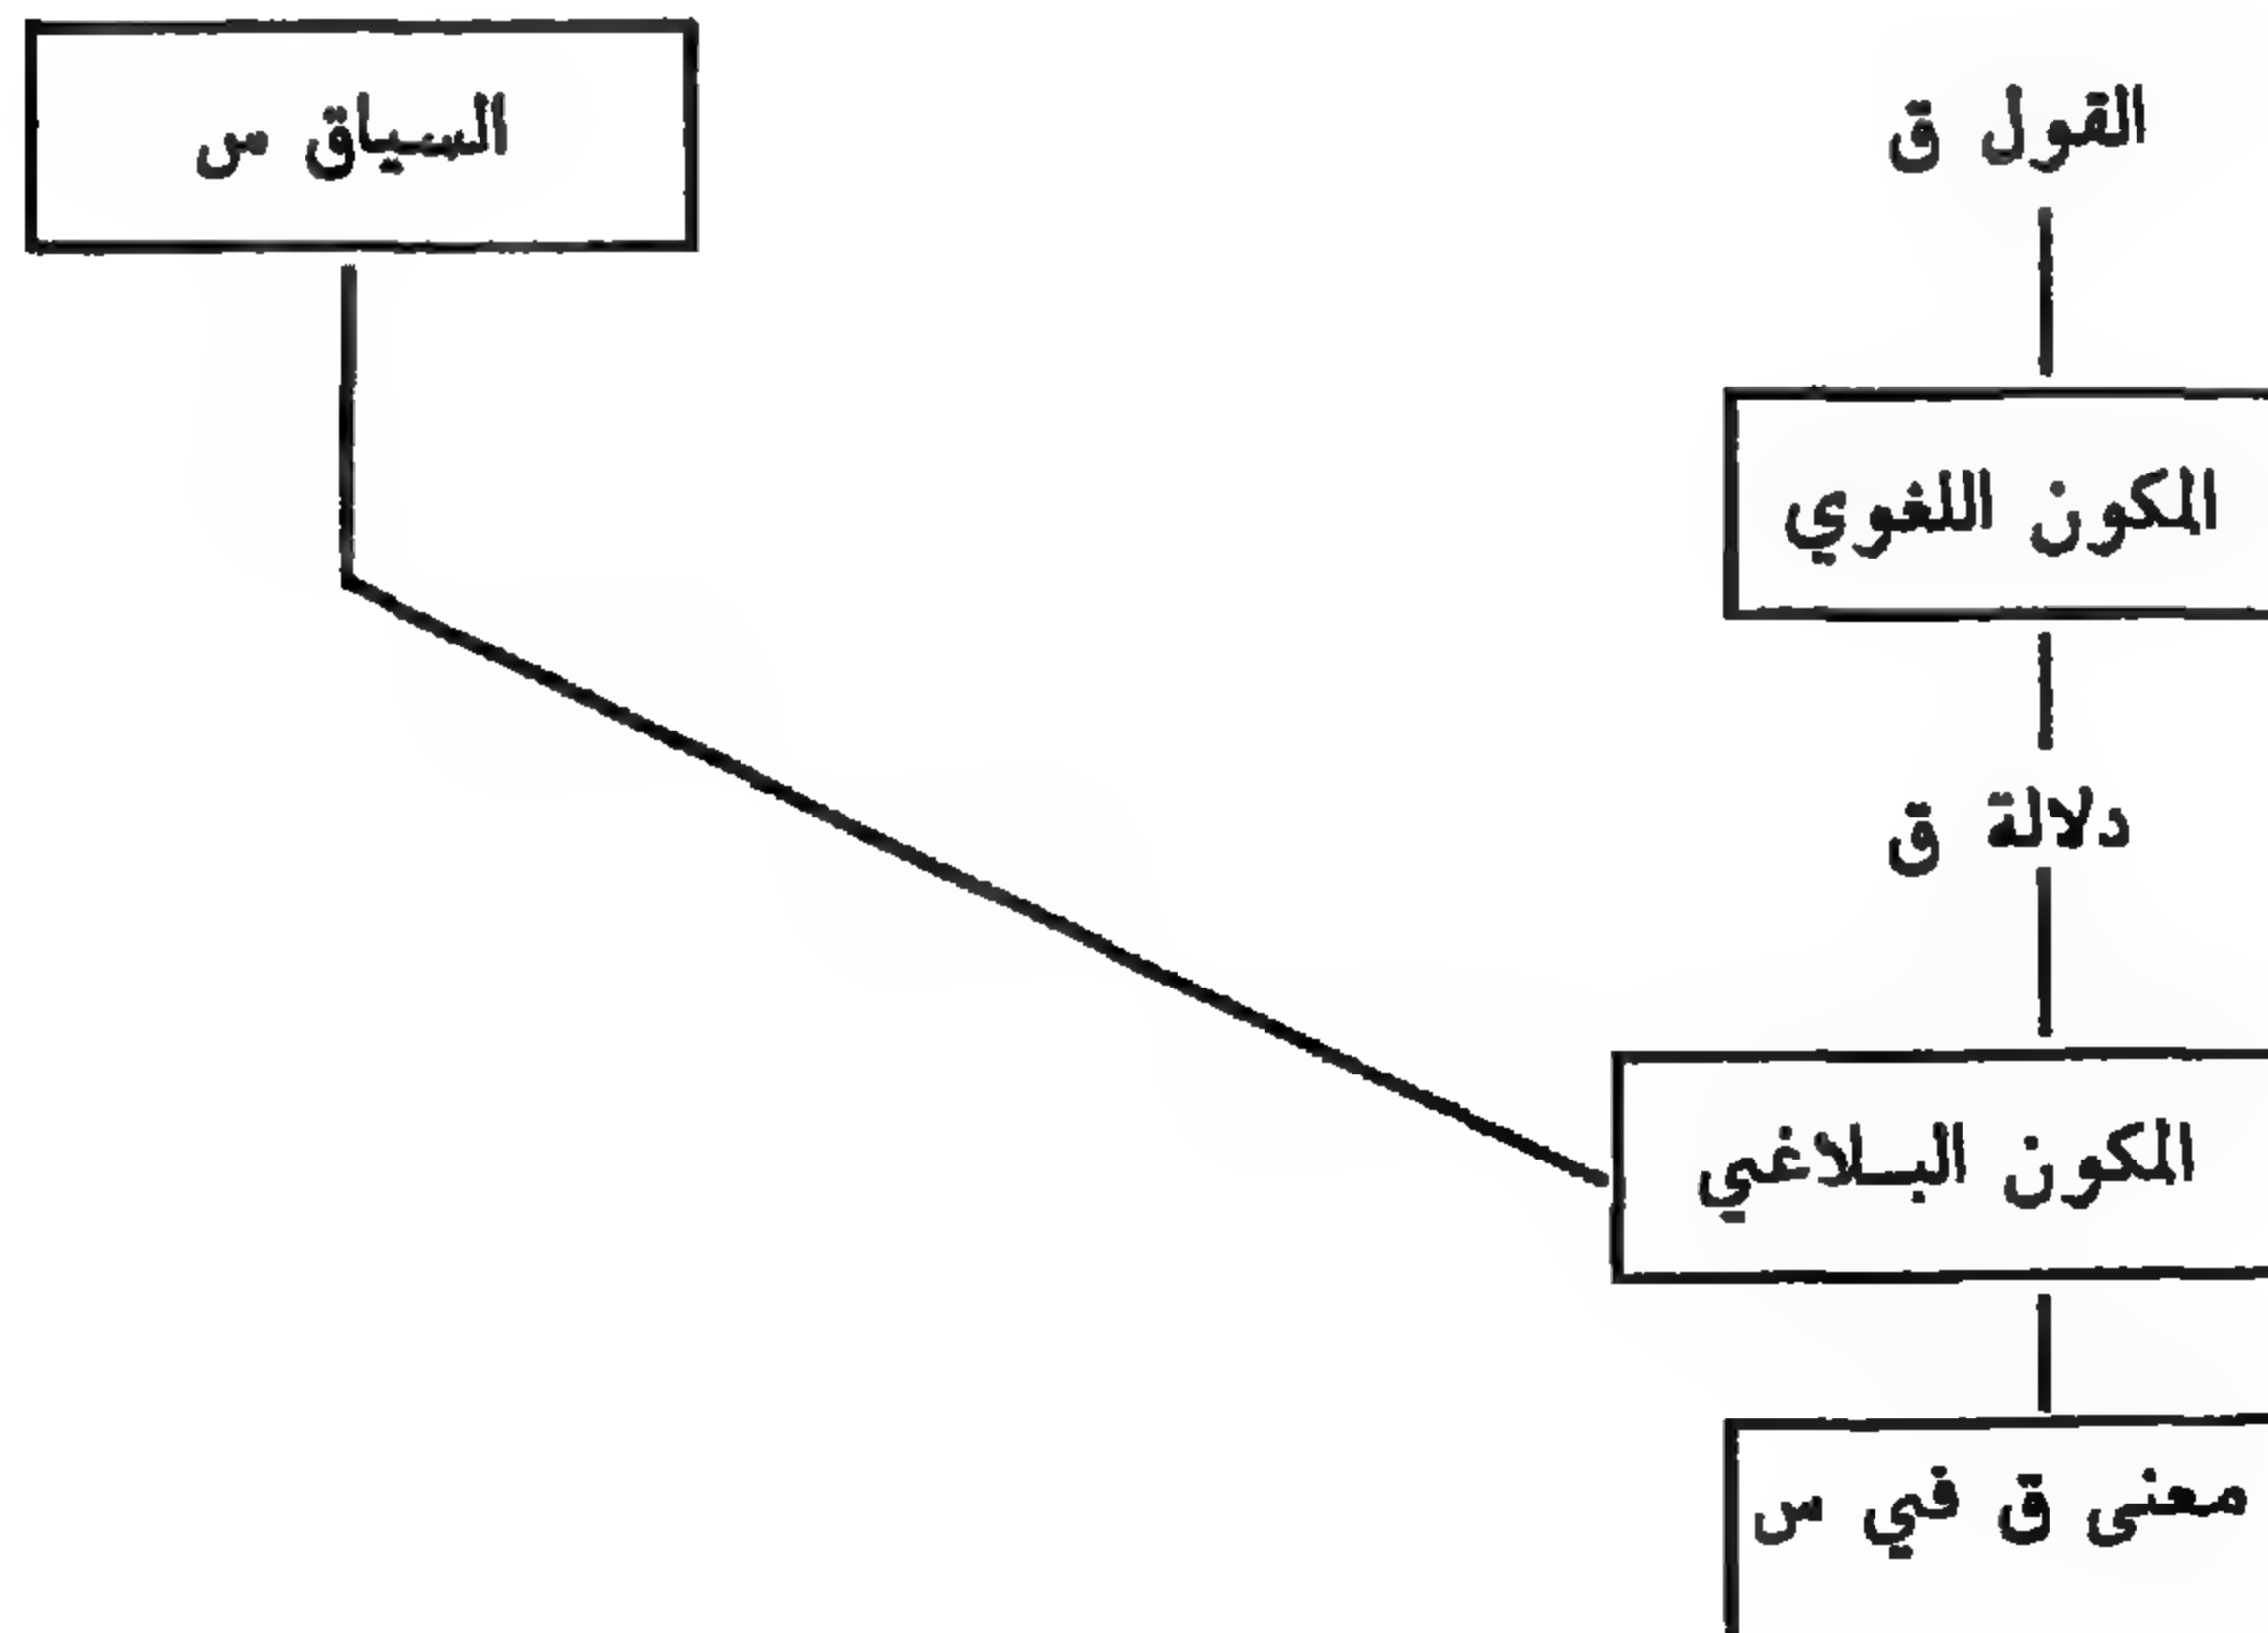 القول ق
السياق س
المكون اللغوي
دلالة ق
المكون البلاغي
معنى ق في س